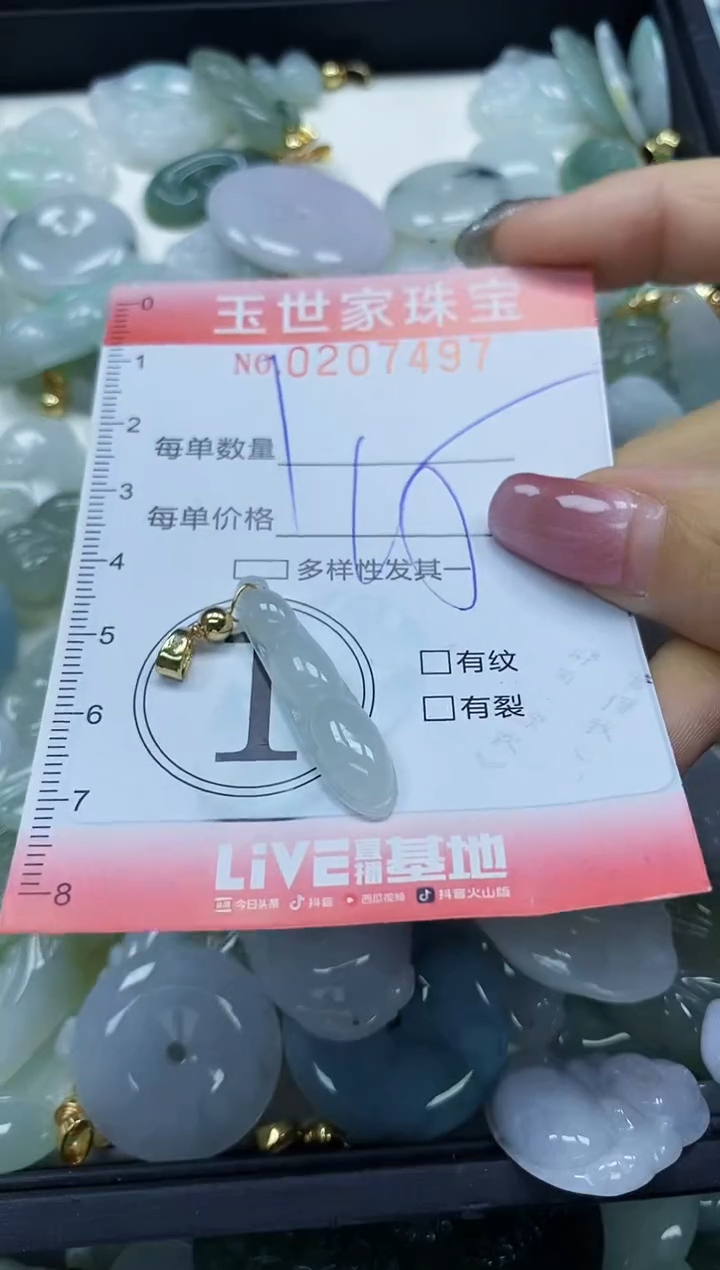 0
玉世家珠宝
NO.0207497
1
2
每单数量
3
每单价格
4
多样性发其一
5
有纹
6
有裂
1
7
LiVE直播基地
8
今日头条 抖音 西瓜视频 抖音火山版